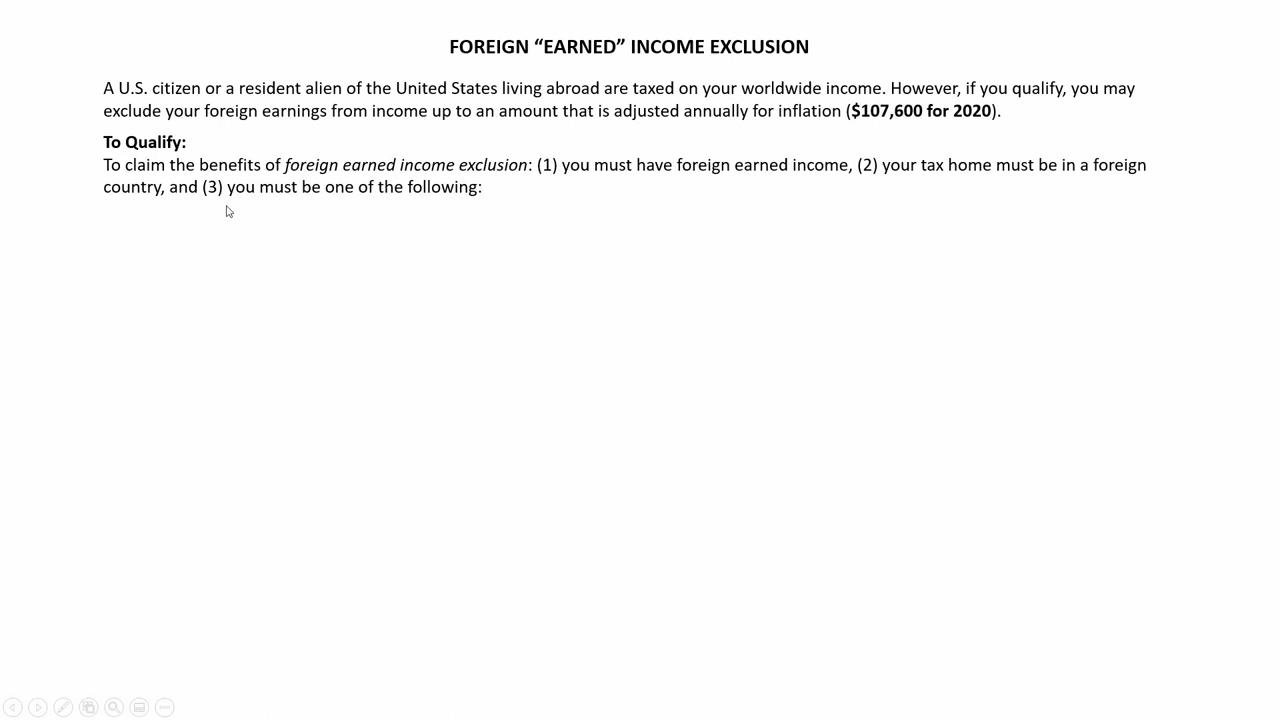 FOREIGN “EARNED” INCOME EXCLUSION
A U.S. citizen or a resident alien of the United States living abroad are taxed on your worldwide income. However, if you qualify, you may
exclude your foreign earnings from income up to an amount that is adjusted annually for inflation ($107,600 for 2020).
To Qualify:
To claim the benefits of foreign earned income exclusion: (1) you must have foreign earned income, (2) your tax home must be in a foreign
country, and (3) you must be one of the following: